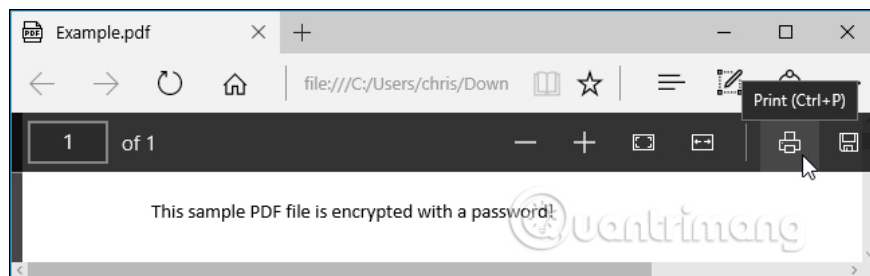 PDF Example.pdf
file:///C:/Users/chris/Down
Print (Ctrl+P)
1 of 1
This sample PDF file is encrypted with a password!
Quantrimang